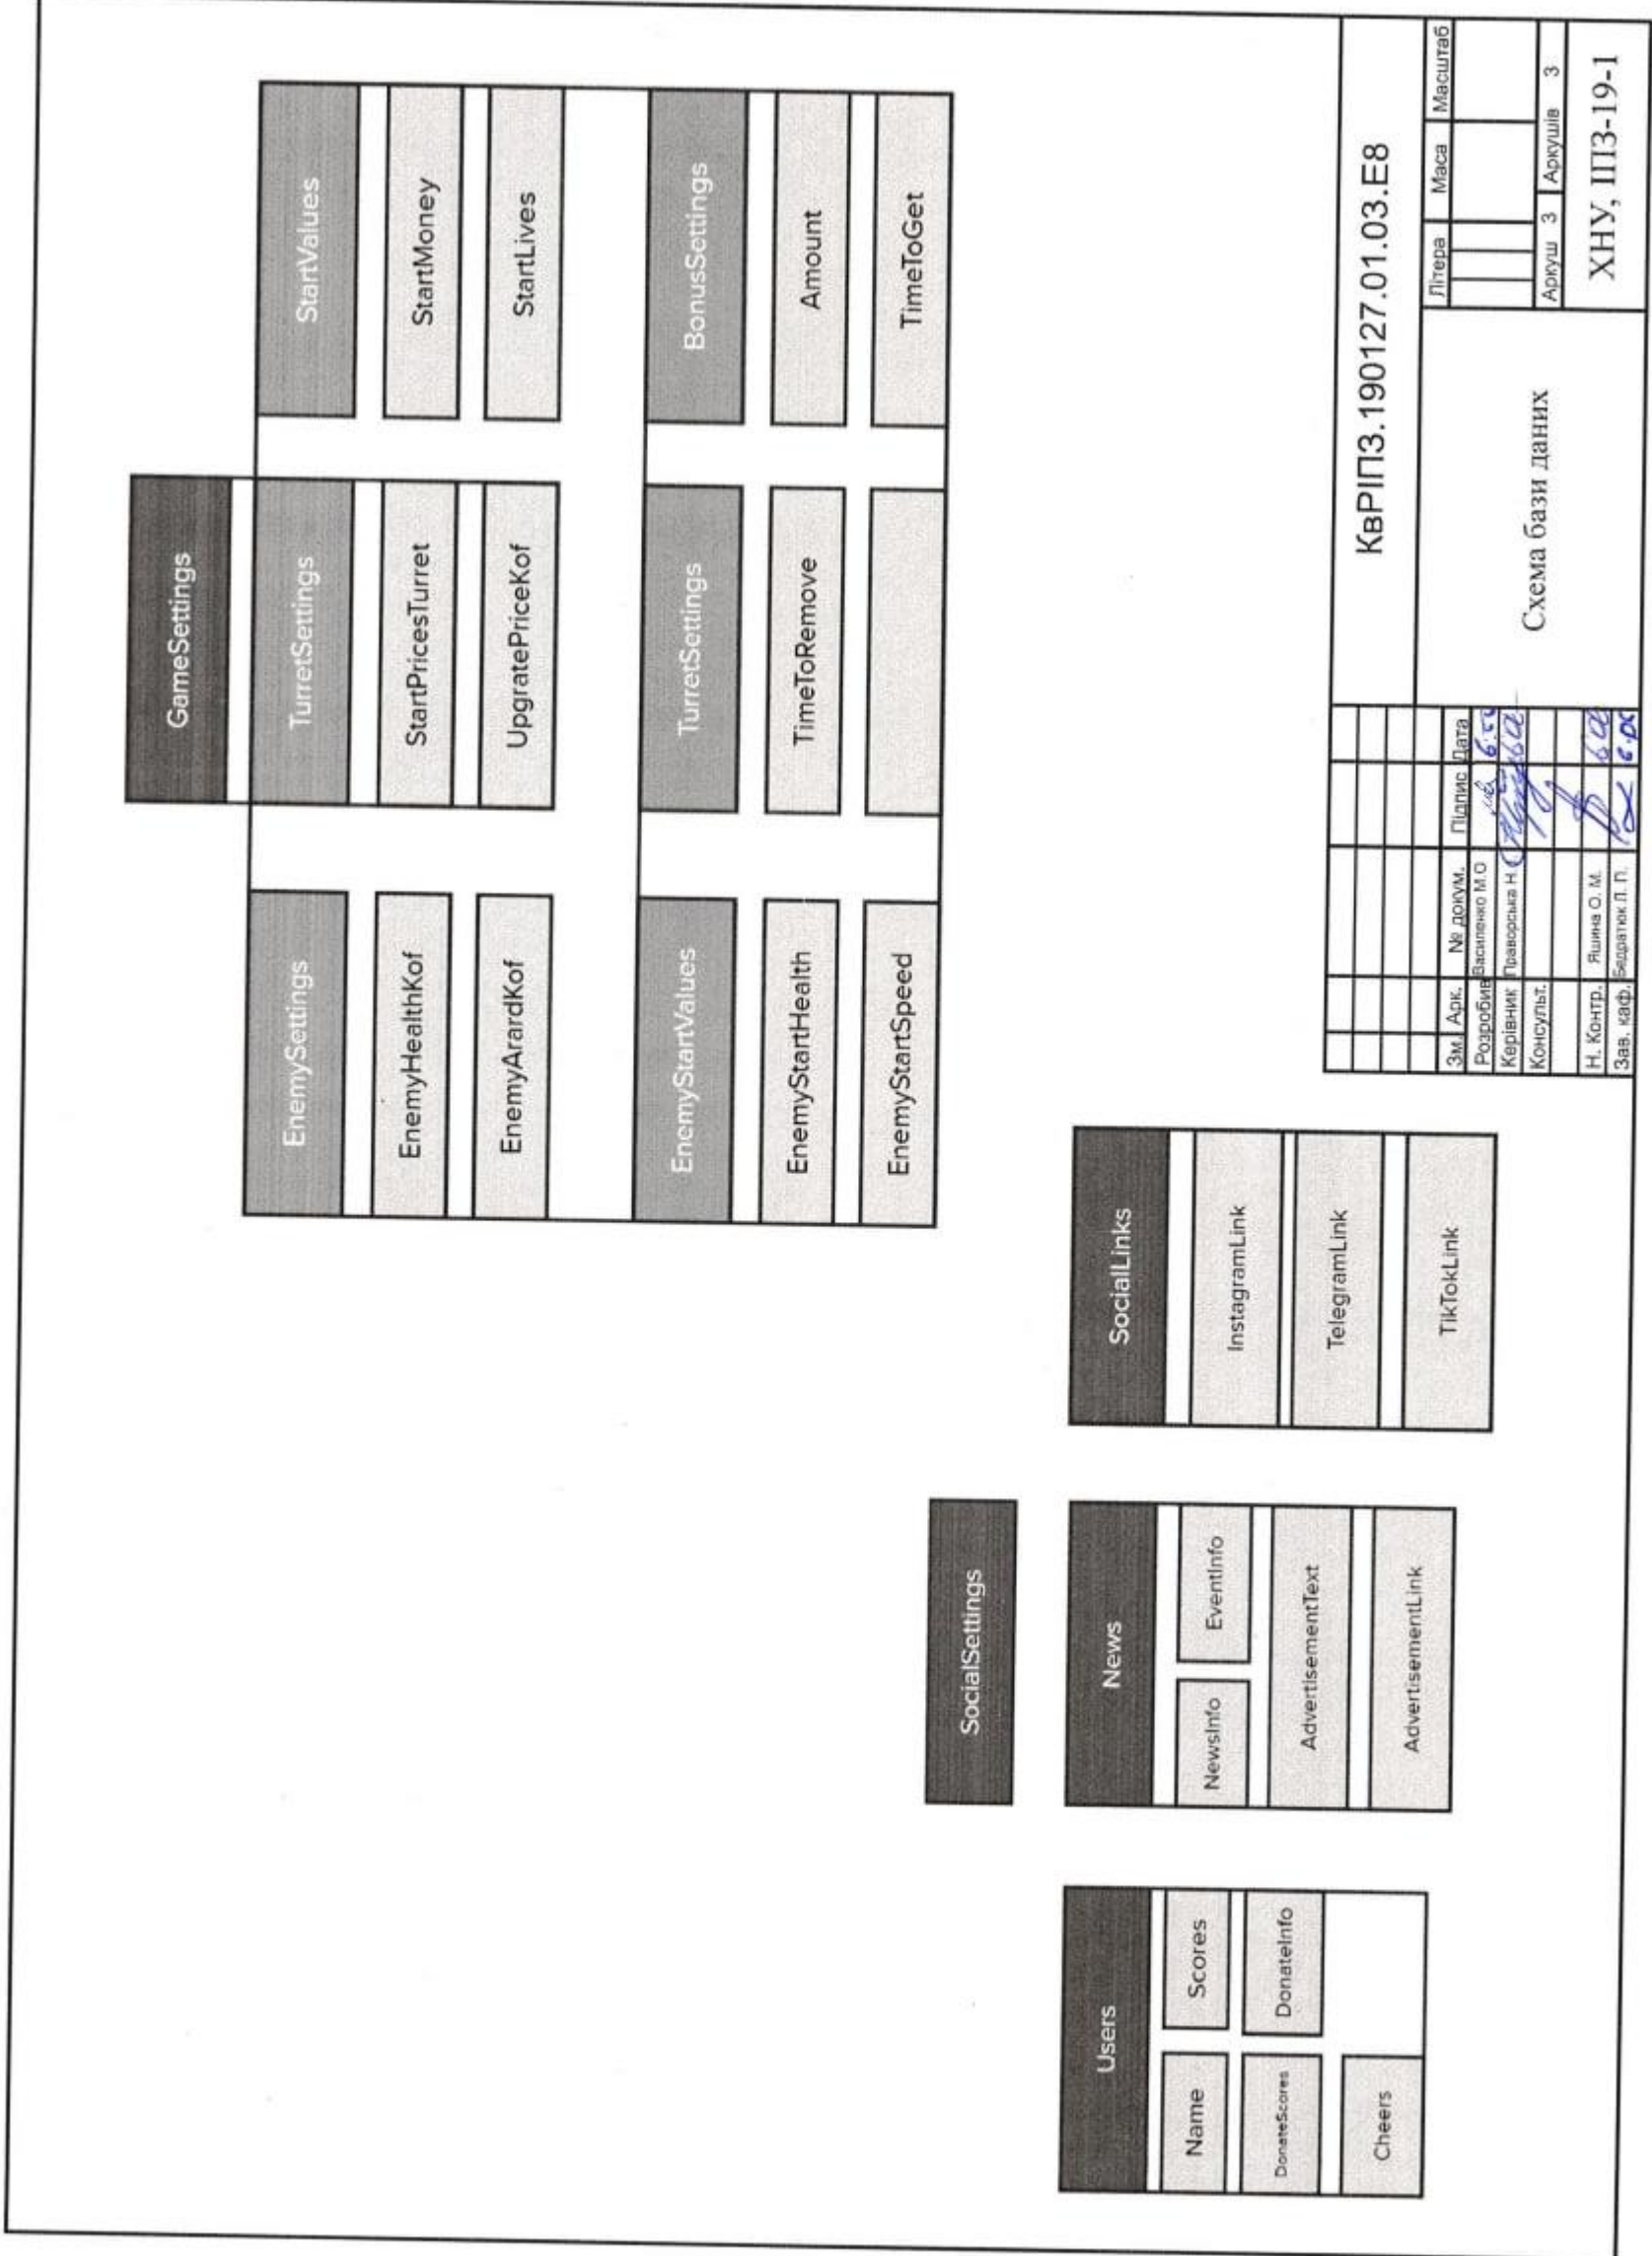 GameSettings
EnemySettings TurretSettings StartValues
EnemyHealthKof StartPricesTurret StartMoney
EnemyArardKof UpgratePriceKof StartLives
EnemyStartValues TurretSettings BonusSettings
EnemyStartHealth TimeToRemove Amount
EnemyStartSpeed TimeToGet
SocialSettings
Users News SocialLinks
Name Scores NewsInfo EventInfo InstagramLink
DonateScores DonateInfo AdvertisementText TelegramLink
Cheers AdvertisementLink TikTokLink
КвРІПЗ.190127.01.03.Е8
Зм. Арк. № докум. Підпис Дата
Розробив Василенко М.О
Керівник Праворська Н.
Консульт.
Н. Контр. Яшина О. М.
Зав. каф. Бедратюк Л. П.
Схема бази даних
Літера Маса Масштаб
Аркуш 3 Аркушів 3
ХНУ, ІПЗ-19-1